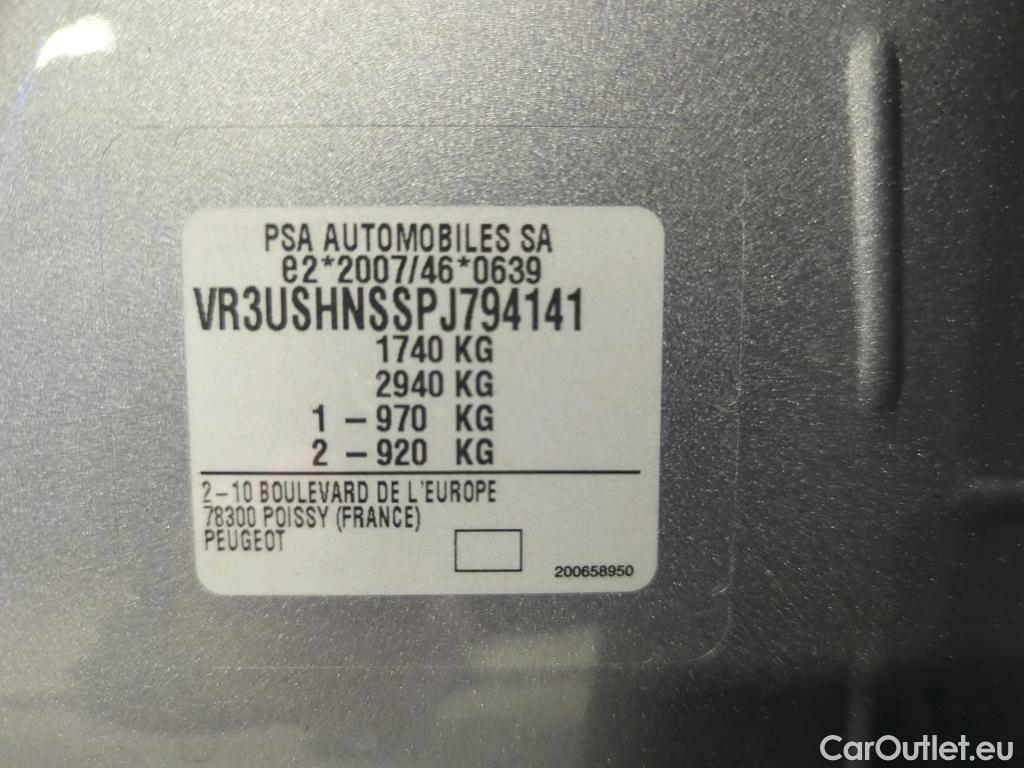 PSA AUTOMOBILES SA
e2*2007/46*0639
VR3USHNSSPJ794141
1740 KG
2940 KG
1 – 970 KG
2 – 920 KG
2–10 BOULEVARD DE L'EUROPE
78300 POISSY (FRANCE)
PEUGEOT
200658950
CarOutlet.eu